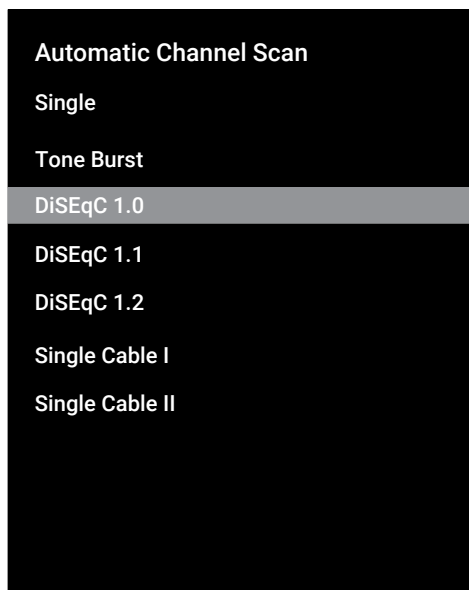 Automatic Channel Scan
Single
Tone Burst
DiSEqC 1.0
DiSEqC 1.1
DiSEqC 1.2
Single Cable I
Single Cable II